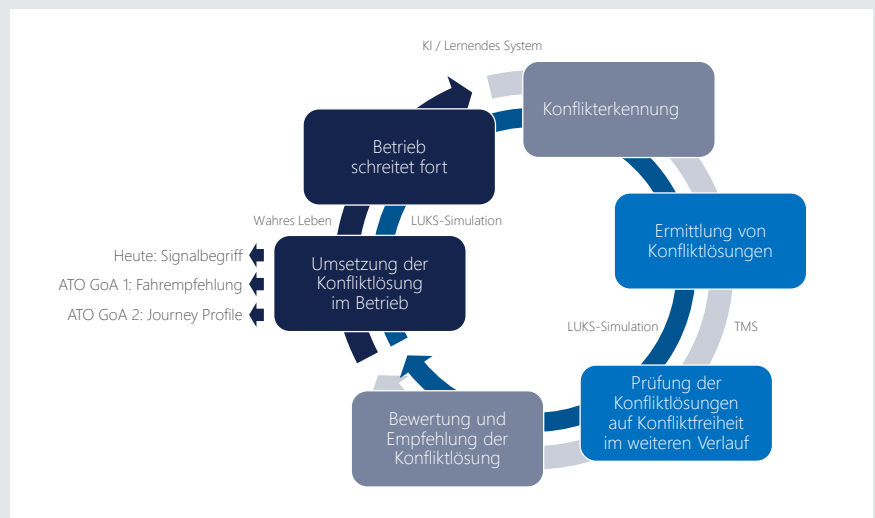 KI / Lernendes System
Konflikterkennung
Betrieb
schreitet fort
Ermittlung von
Konfliktlösungen
Wahres Leben
LUKS-Simulation
Heute: Signalbegriff
ATO GoA 1: Fahrempfehlung
ATO GoA 2: Journey Profile
Umsetzung der
Konfliktlösung
im Betrieb
LUKS-Simulation
TMS
Prüfung der
Konfliktlösungen
auf Konfliktfreiheit
im weiteren Verlauf
Bewertung und
Empfehlung der
Konfliktlösung